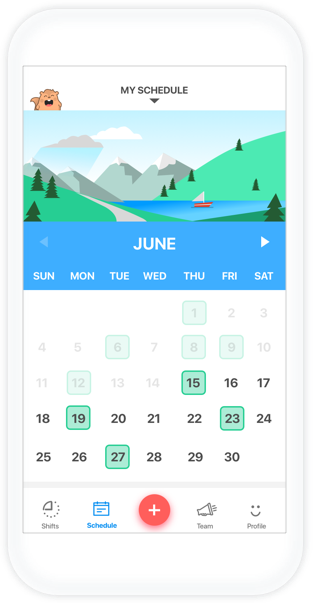 MY SCHEDULE
JUNE
SUN MON TUE WED THU FRI SAT
1 2 3
4 5 6 7 8 9 10
11 12 13 14 15 16 17
18 19 20 21 22 23 24
25 26 27 28 29 30
Shifts Schedule Team Profile